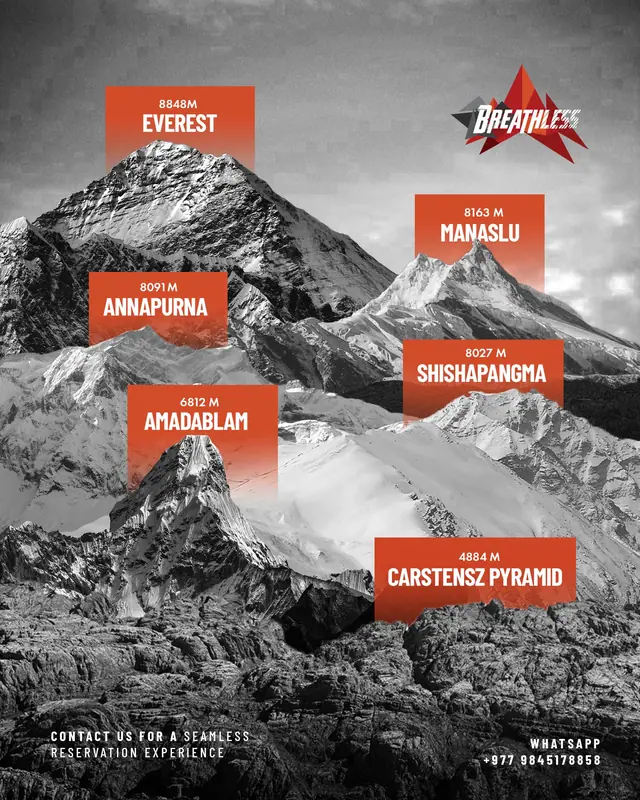 8848M
EVEREST
BREATHLESS
8163 M
MANASLU
8091 M
ANNAPURNA
8027 M
SHISHAPANGMA
6812 M
AMADABLAM
4884 M
CARSTENSZ PYRAMID
CONTACT US FOR A SEAMLESS
RESERVATION EXPERIENCE
WHATSAPP
+977 9845178858